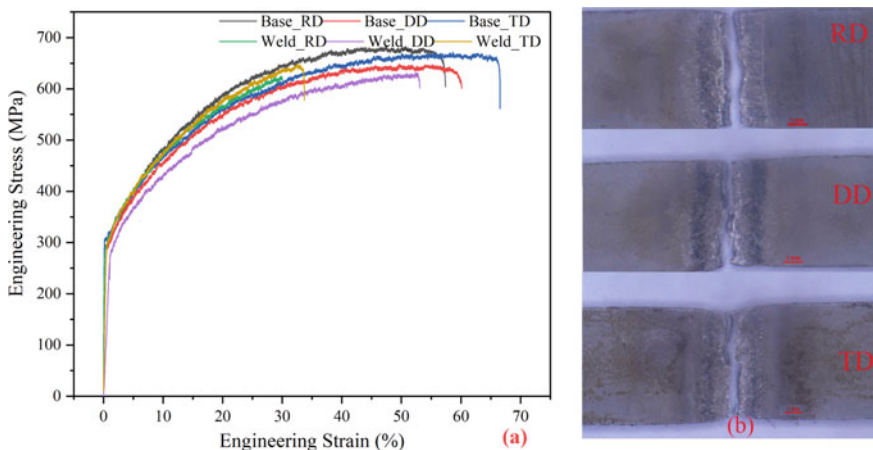 Base_RD Base_DD Base_TD
Weld_RD Weld_DD Weld_TD
700
600
500
400
300
200
100
0
Engineering Stress (MPa)
0 10 20 30 40 50 60 70
Engineering Strain (%)
(a)
RD
DD
TD
(b)